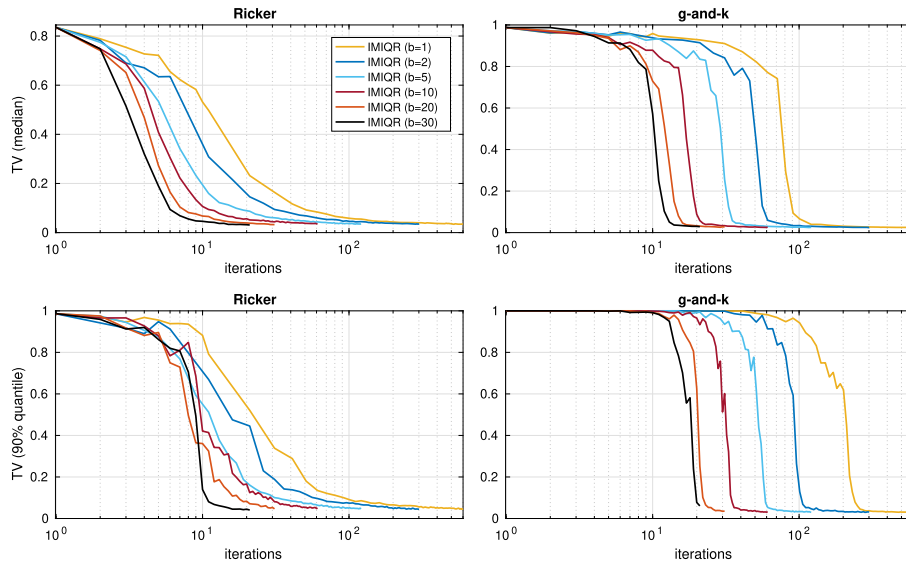 Ricker
TV (median)
0.8
0.6
0.4
0.2
0
10^0
10^1
10^2
iterations
IMIQR (b=1)
IMIQR (b=2)
IMIQR (b=5)
IMIQR (b=10)
IMIQR (b=20)
IMIQR (b=30)
g-and-k
1
0.8
0.6
0.4
0.2
0
10^0
10^1
10^2
iterations
Ricker
TV (90% quantile)
1
0.8
0.6
0.4
0.2
0
10^0
10^1
10^2
iterations
g-and-k
1
0.8
0.6
0.4
0.2
0
10^0
10^1
10^2
iterations